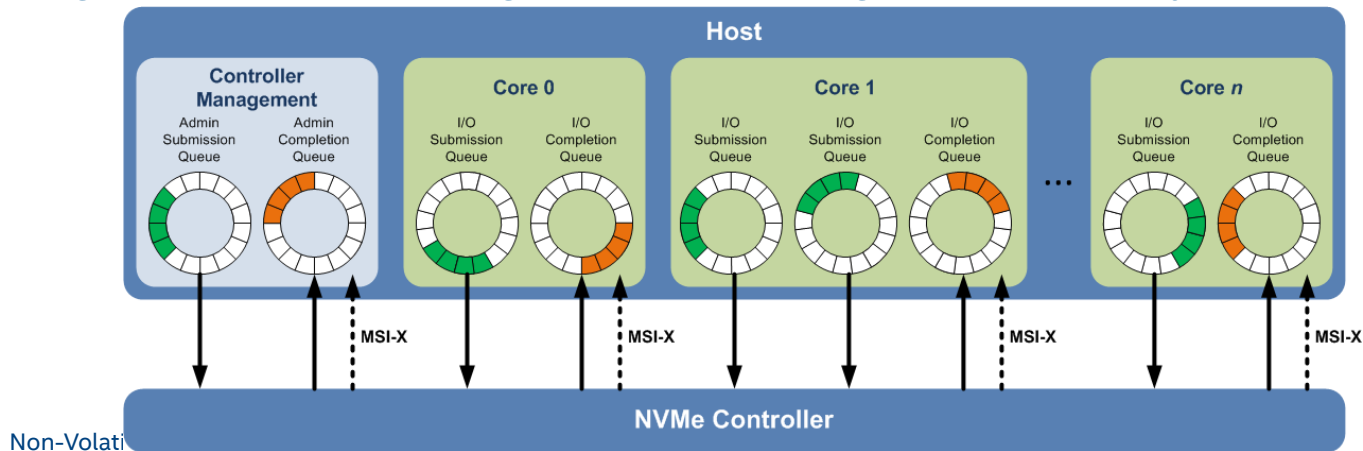 Host
Controller
Management
Admin
Submission
Queue
Admin
Completion
Queue
Core 0
I/O
Submission
Queue
I/O
Completion
Queue
Core 1
I/O
Submission
Queue
I/O
Submission
Queue
I/O
Completion
Queue
...
Core n
I/O
Submission
Queue
I/O
Completion
Queue
MSI-X
MSI-X
MSI-X
MSI-X
NVMe Controller
Non-Volati